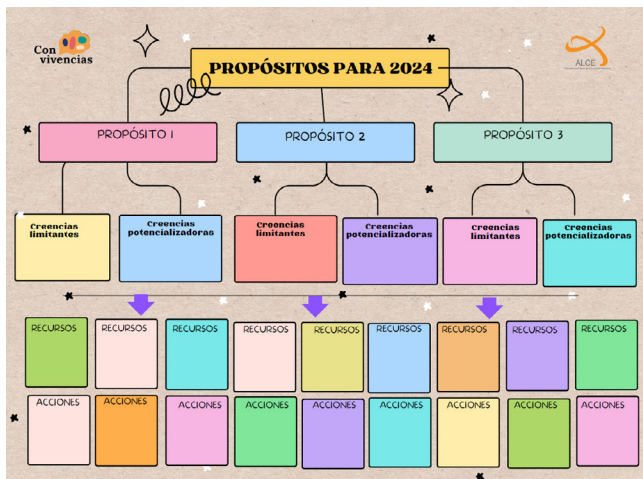 Con
vivencias
PROPÓSITOS PARA 2024
ALCE
PROPÓSITO 1
PROPÓSITO 2
PROPÓSITO 3
Creencias
limitantes
Creencias
potencializadoras
Creencias
limitantes
Creencias
potencializadoras
Creencias
limitantes
Creencias
potencializadoras
RECURSOS
RECURSOS
RECURSOS
RECURSOS
RECURSOS
RECURSOS
RECURSOS
RECURSOS
RECURSOS
ACCIONES
ACCIONES
ACCIONES
ACCIONES
ACCIONES
ACCIONES
ACCIONES
ACCIONES
ACCIONES